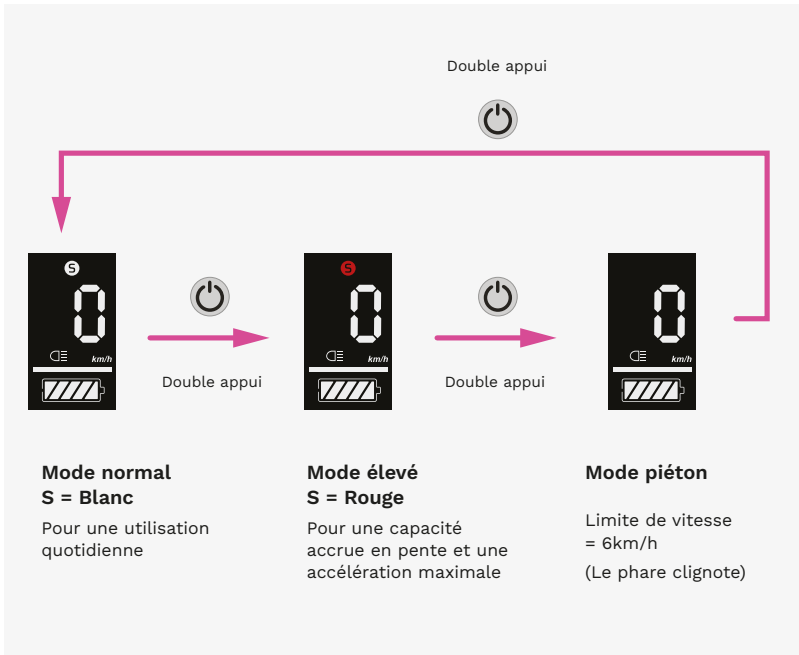 Double appui
S
0
km/h
S
0
km/h
0
km/h
Double appui
Double appui
Mode normal
S = Blanc
Pour une utilisation
quotidienne
Mode élevé
S = Rouge
Pour une capacité
accrue en pente et une
accélération maximale
Mode piéton
Limite de vitesse
= 6km/h
(Le phare clignote)